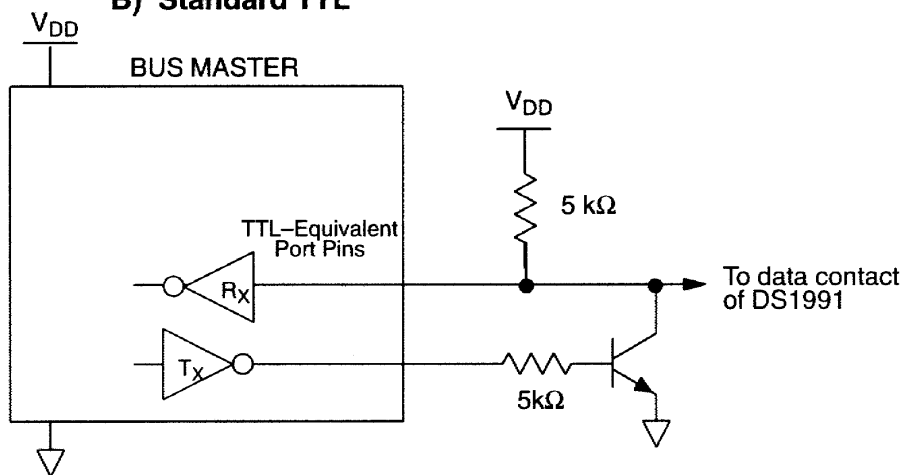 B) Standard TTL
VDD
BUS MASTER
VDD
5 kΩ
TTL–Equivalent
Port Pins
RX
To data contact
of DS1991
TX
5kΩ